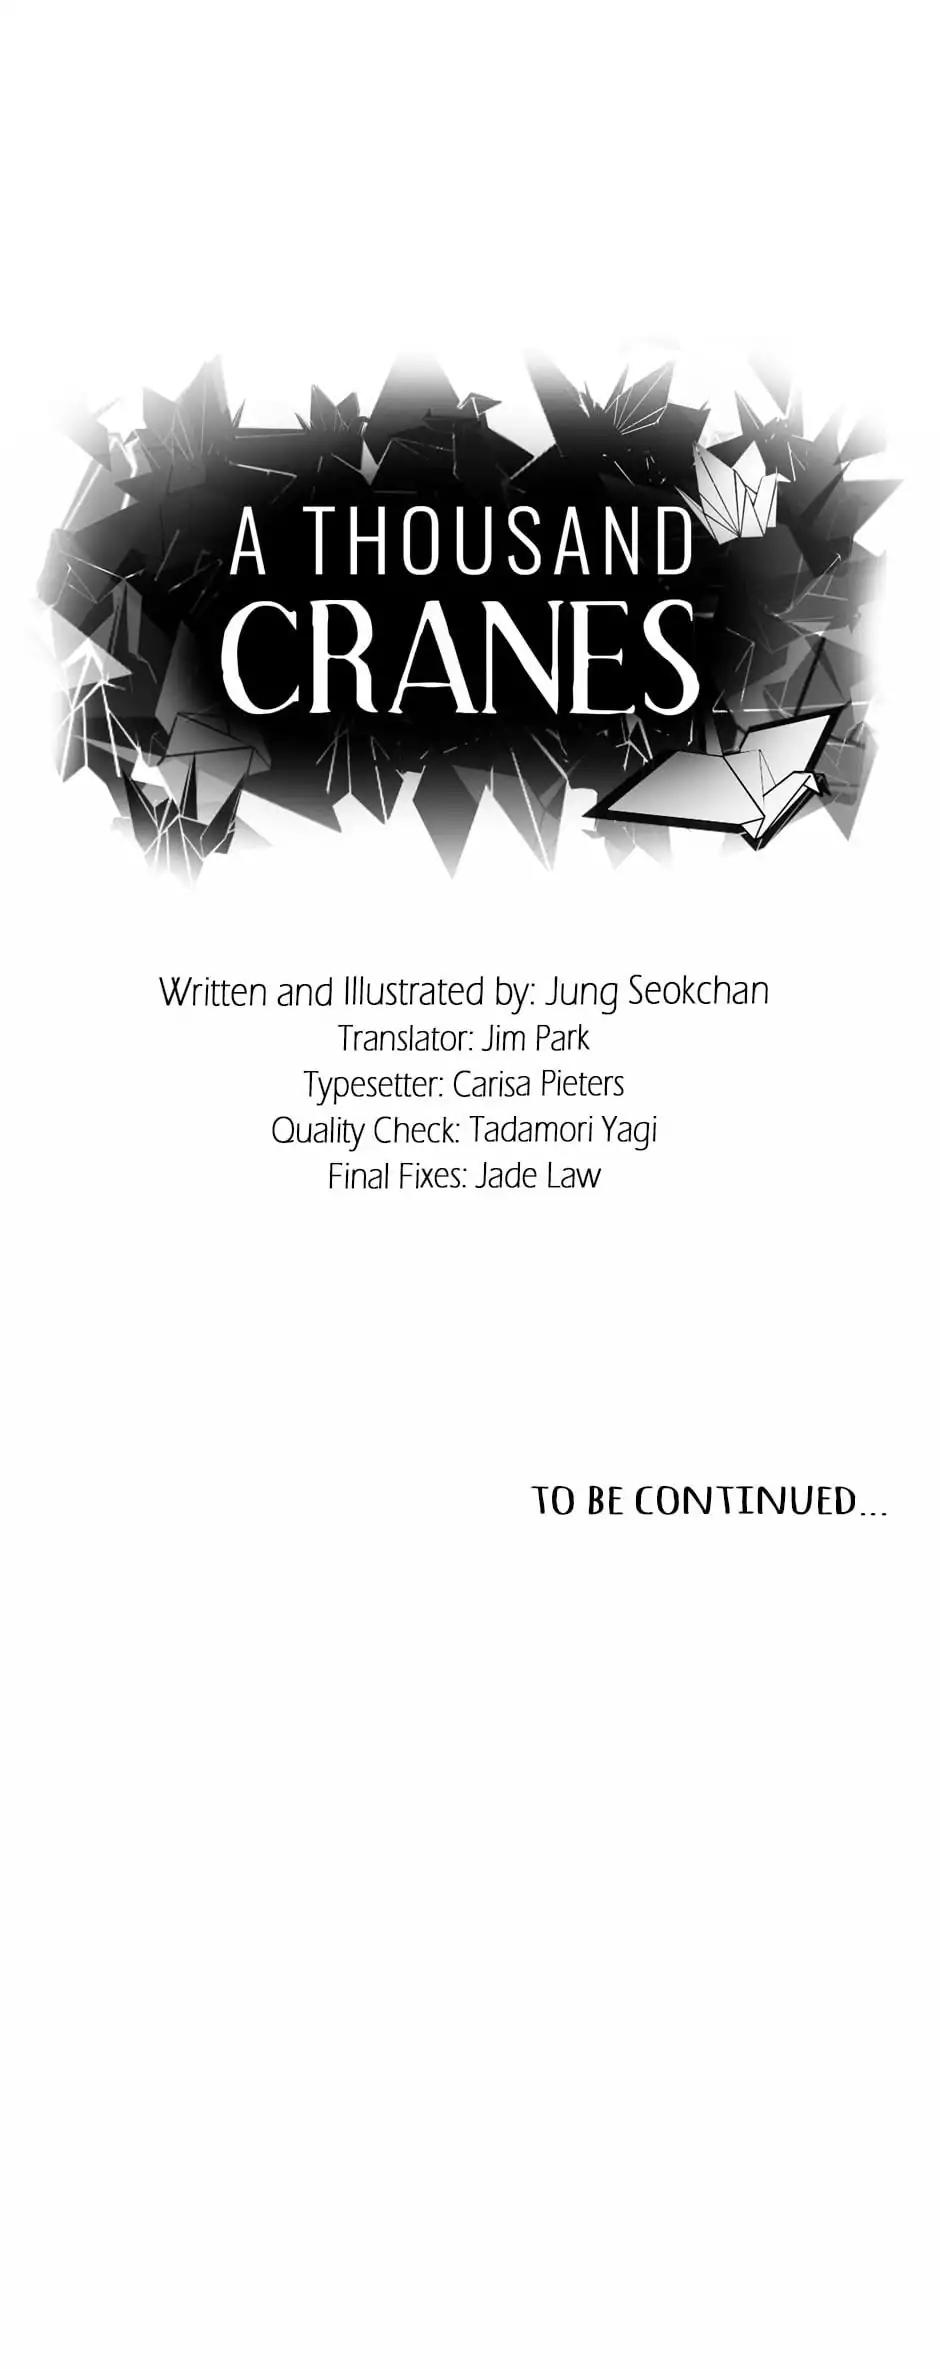 A THOUSAND
CRANES
Written and Illustrated by: Jung Seokchan
Translator: Jim Park
Typesetter: Carisa Pieters
Quality Check: Tadamori Yagi
Final Fixes: Jade Law
TO BE CONTINUED...